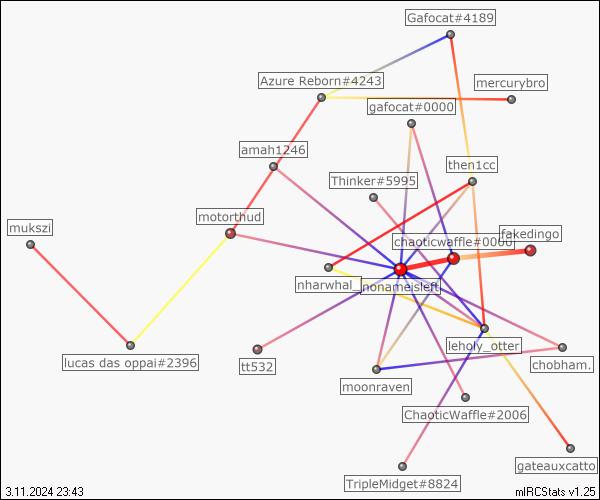 Gafocat#4189
Azure Reborn#4243
mercurybro
gafocat#0000
amah1246
then1cc
Thinker#5995
motorthud
mukszi
fakedingo
chaoticwaffle#0000
nharwhal_
nonameisleft
leholy_otter
lucas das oppai#2396
tt532
chobham.
moonraven
ChaoticWaffle#2006
gateauxcatto
TripleMidget#8824
3.11.2024 23:43
mIRCStats v1.25